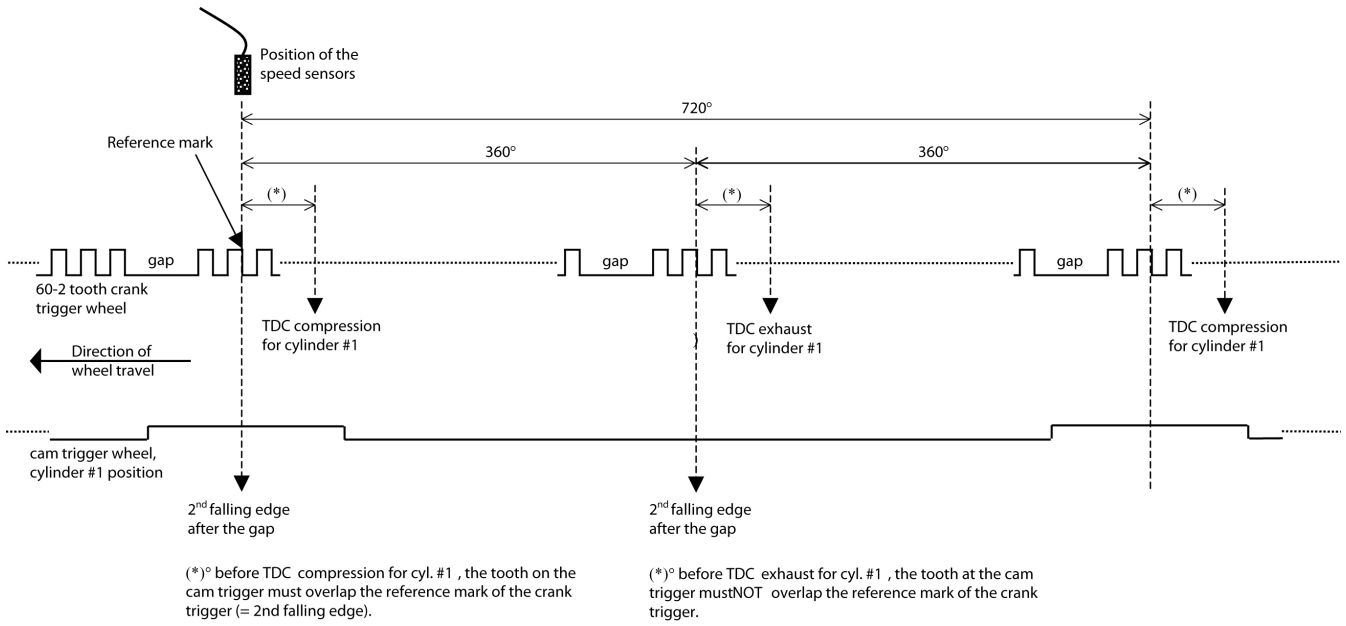 Position of the
speed sensors
720°
Reference mark
360°
360°
(*)
(*)
(*)
gap
gap
gap
60-2 tooth crank
trigger wheel
TDC compression
for cylinder #1
TDC exhaust
for cylinder #1
TDC compression
for cylinder #1
Direction of
wheel travel
cam trigger wheel,
cylinder #1 position
2nd falling edge
after the gap
2nd falling edge
after the gap
(*)° before TDC compression for cyl. #1 , the tooth on the
cam trigger must overlap the reference mark of the crank
trigger (= 2nd falling edge).
(*)° before TDC exhaust for cyl. #1 , the tooth at the cam
trigger mustNOT overlap the reference mark of the crank
trigger.